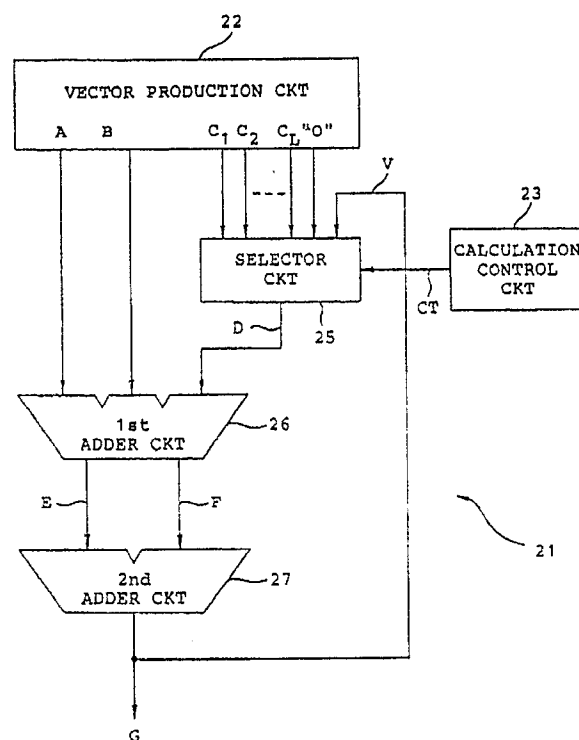 22
VECTOR PRODUCTION CKT
A B C1 C2 CL "0"
V
23
SELECTOR
CKT
CALCULATION
CONTROL
CKT
CT
D
25
1st
ADDER CKT
26
E F
21
2nd
ADDER CKT
27
G